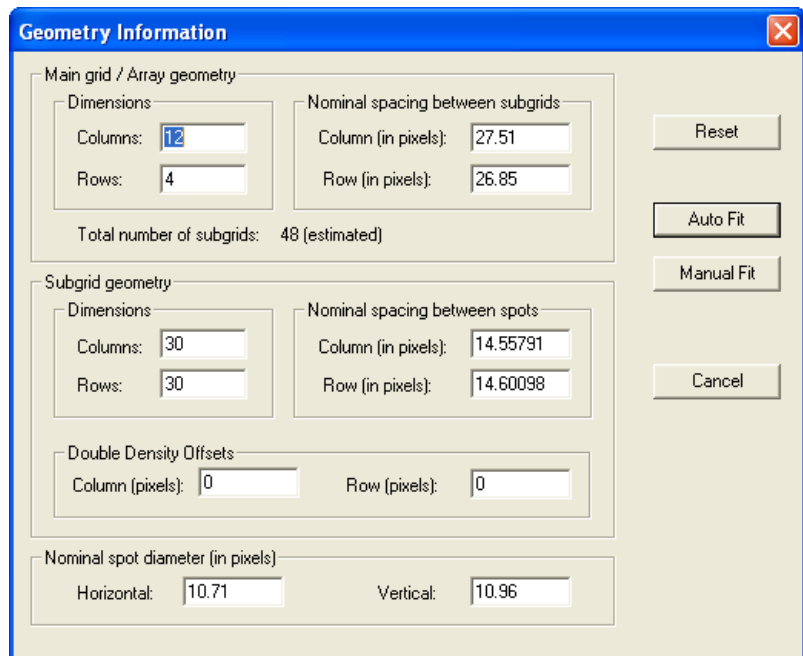 Geometry Information
Main grid / Array geometry
Dimensions
Columns: 12
Rows: 4
Nominal spacing between subgrids
Column (in pixels): 27.51
Row (in pixels): 26.85
Total number of subgrids: 48 (estimated)
Reset
Auto Fit
Manual Fit
Cancel
Subgrid geometry
Dimensions
Columns: 30
Rows: 30
Nominal spacing between spots
Column (in pixels): 14.55791
Row (in pixels): 14.60098
Double Density Offsets
Column (pixels): 0 Row (pixels): 0
Nominal spot diameter (in pixels)
Horizontal: 10.71 Vertical: 10.96